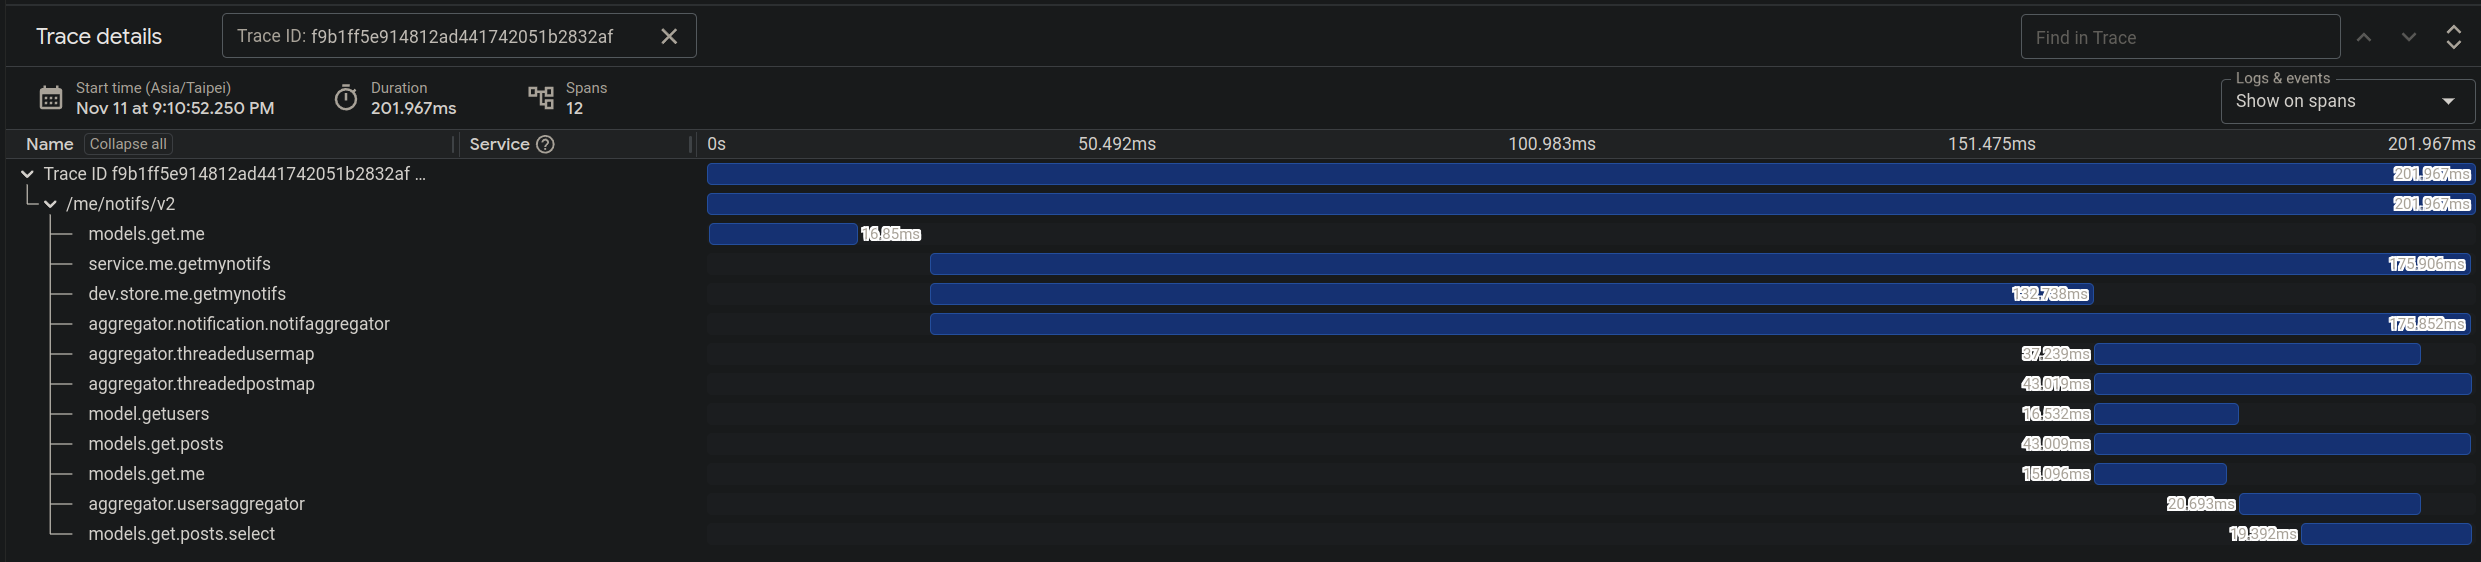 Trace details
Trace ID: f9b1ff5e914812ad441742051b2832af
Find in Trace
Start time (Asia/Taipei)
Nov 11 at 9:10:52.250 PM
Duration
201.967ms
Spans
12
Logs & events
Show on spans
Name Collapse all Service 0s 50.492ms 100.983ms 151.475ms 201.967ms
Trace ID f9b1ff5e914812ad441742051b2832af ... 201.967ms
/me/notifs/v2 201.967ms
models.get.me 16.85ms
service.me.getmynotifs 175.906ms
dev.store.me.getmynotifs 132.738ms
aggregator.notification.notifaggregator 175.852ms
aggregator.threadedusermap 37.239ms
aggregator.threadedpostmap 43.019ms
model.getusers 16.532ms
models.get.posts 43.009ms
models.get.me 15.096ms
aggregator.usersaggregator 20.693ms
models.get.posts.select 19.392ms